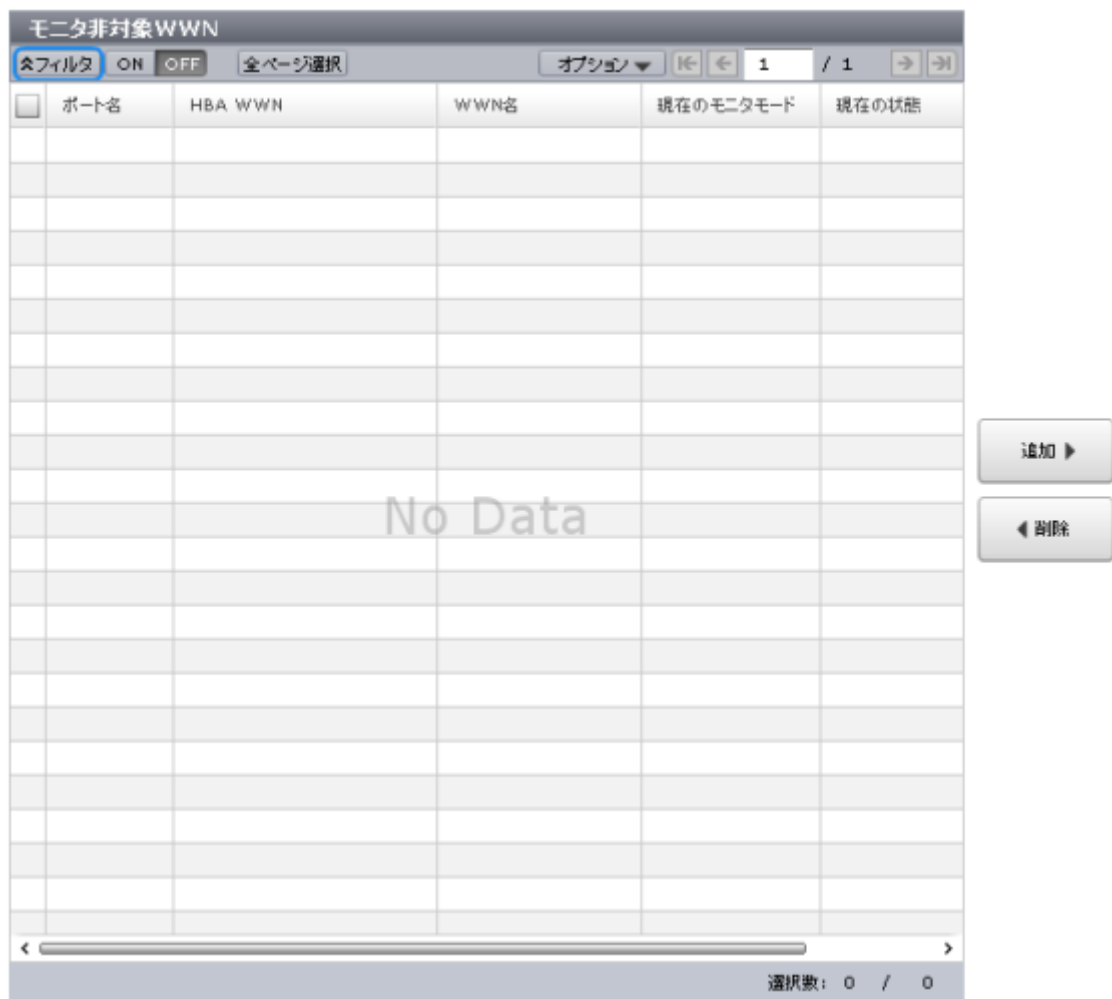 モニタ非対象WWN
フィルタ ON OFF 全ページ選択 オプション 1 / 1
ポート名 HBA WWN WWN名 現在のモニタモード 現在の状態
追加
No Data
削除
選択数: 0 / 0